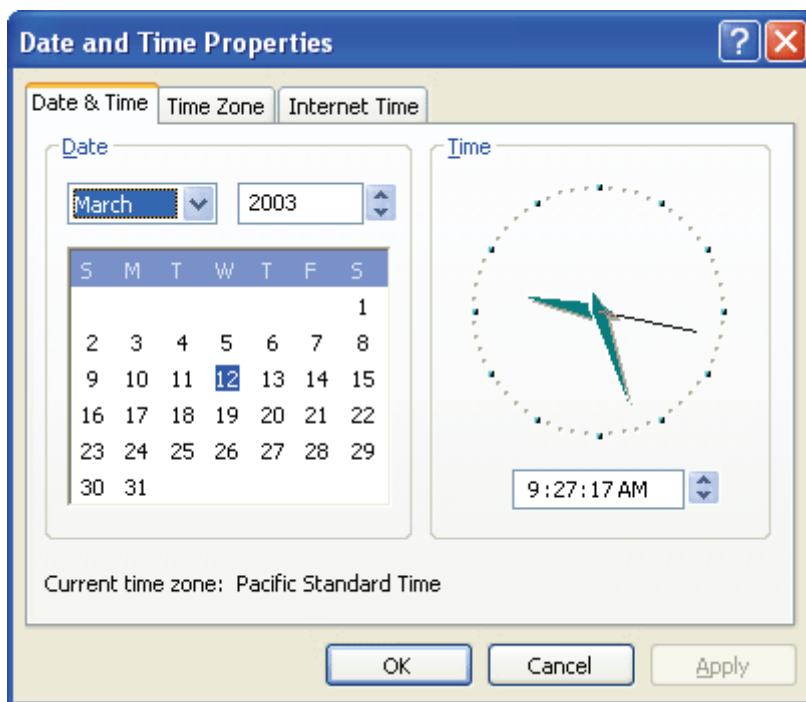 Date and Time Properties
Date & Time Time Zone Internet Time
Date
March 2003
S M T W T F S
1
2 3 4 5 6 7 8
9 10 11 12 13 14 15
16 17 18 19 20 21 22
23 24 25 26 27 28 29
30 31
Time
9:27:17 AM
Current time zone: Pacific Standard Time
OK Cancel Apply